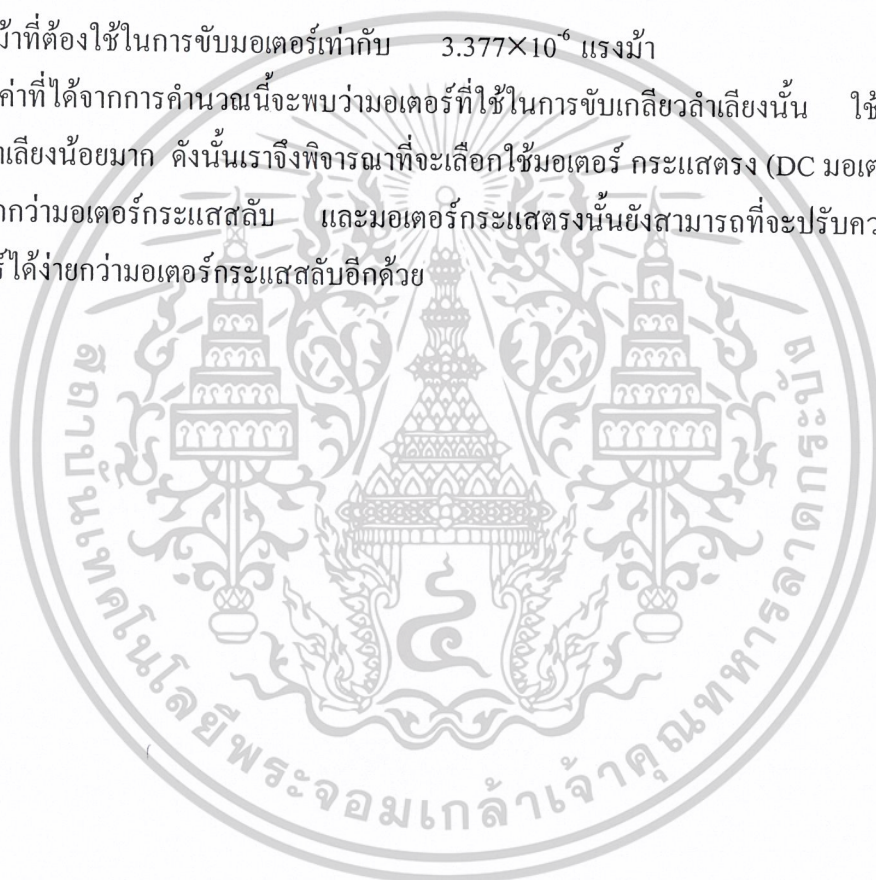 ม้าที่ต้องใช้ในการขับมอเตอร์เท่ากับ 3.377×10⁻⁶ แรงม้า
ค่าที่ได้จากการคำนวณนี้จะพบว่ามอเตอร์ที่ใช้ในการขับเกลียวลำเลียงนั้น ใช้
าเลียงน้อยมาก ดังนั้นเราจึงพิจารณาที่จะเลือกใช้มอเตอร์ กระแสตรง (DC มอเต
กว่ามอเตอร์กระแสสลับ และมอเตอร์กระแสตรงนั้นยังสามารถที่จะปรับคว
ร์ได้ง่ายกว่ามอเตอร์กระแสสลับอีกด้วย
สถาบันเทคโนโลยีพระจอมเกล้าเจ้าคุณทหารลาดกระบัง